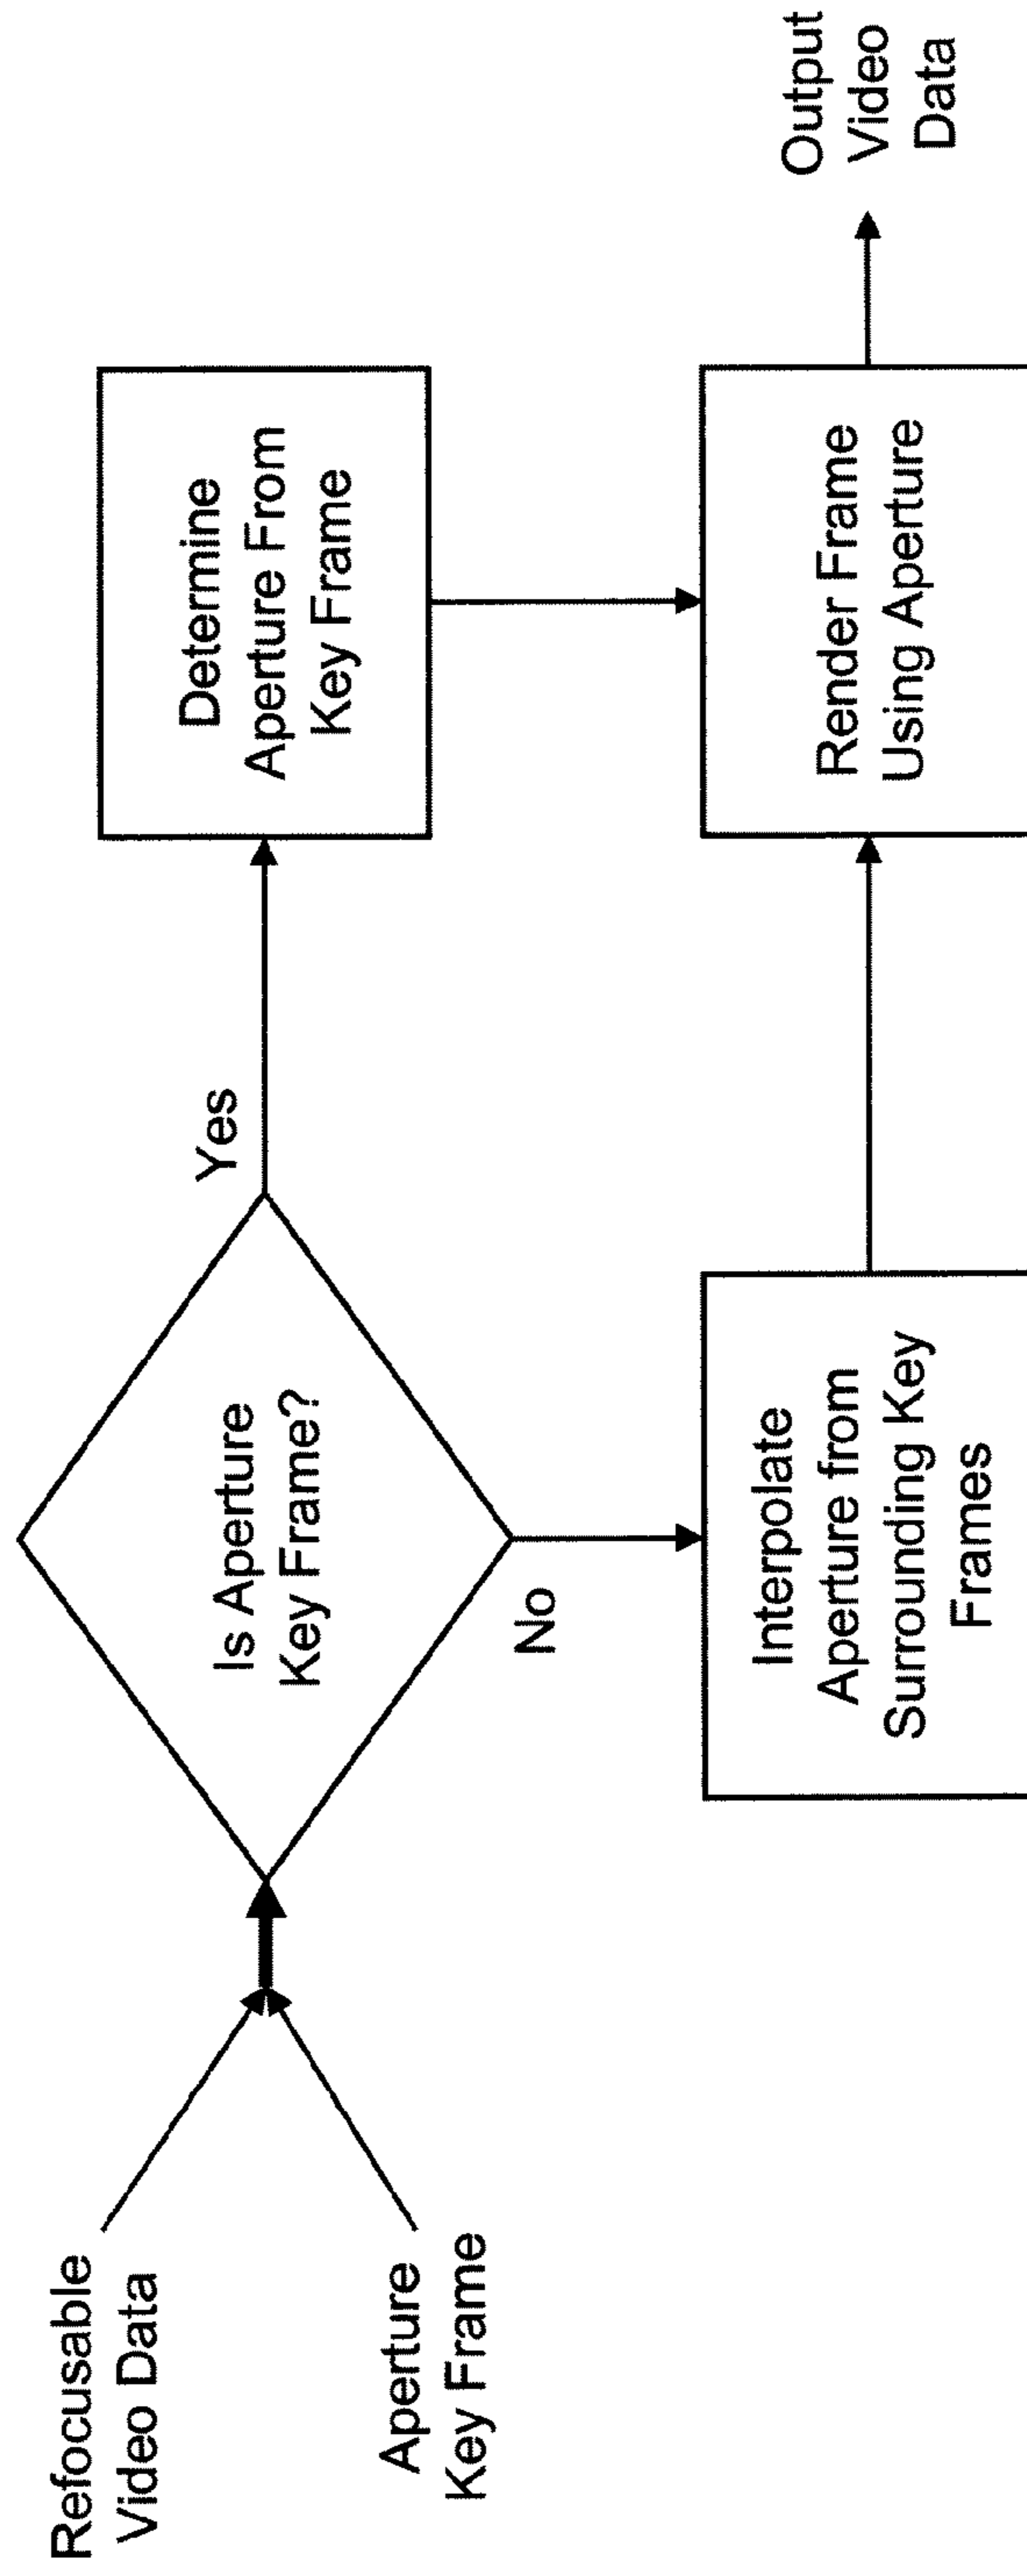 Refocusable
Video Data
Aperture
Key Frame
Is Aperture
Key Frame?
Yes
No
Determine
Aperture From
Key Frame
Interpolate
Aperture from
Surrounding Key
Frames
Render Frame
Using Aperture
Output
Video
Data